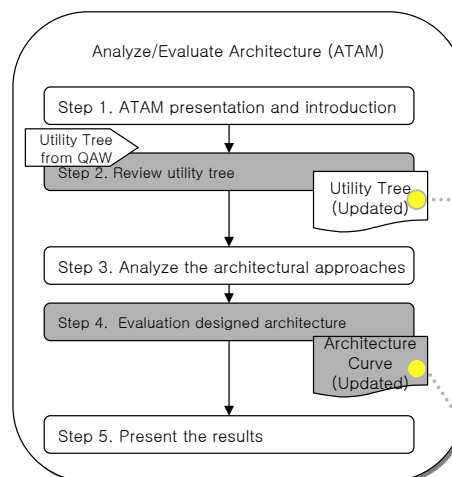 Analyze/Evaluate Architecture (ATAM)
Step 1. ATAM presentation and introduction
Utility Tree
from QAW
Step 2. Review utility tree
Utility Tree
(Updated)
Step 3. Analyze the architectural approaches
Step 4. Evaluation designed architecture
Architecture
Curve
(Updated)
Step 5. Present the results